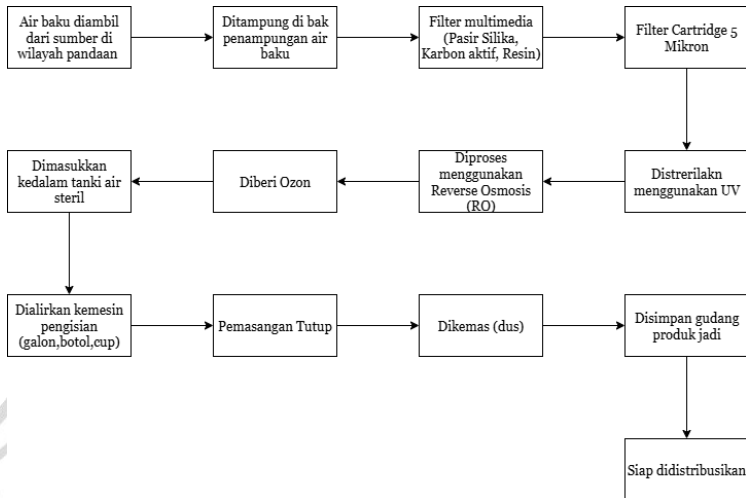 Air baku diambil
dari sumber di
wilayah pandaan
Ditampung di bak
penampungan air
baku
Filter multimedia
(Pasir Silika,
Karbon aktif, Resin)
Filter Cartridge 5
Mikron
Distrerilakn
menggunakan UV
Diproses
menggunakan
Reverse Osmosis
(RO)
Diberi Ozon
Dimasukkan
kedalam tanki air
steril
Dialirkan kemesin
pengisian
(galon,botol,cup)
Pemasangan Tutup
Dikemas (dus)
Disimpan gudang
produk jadi
Siap didistribusikan